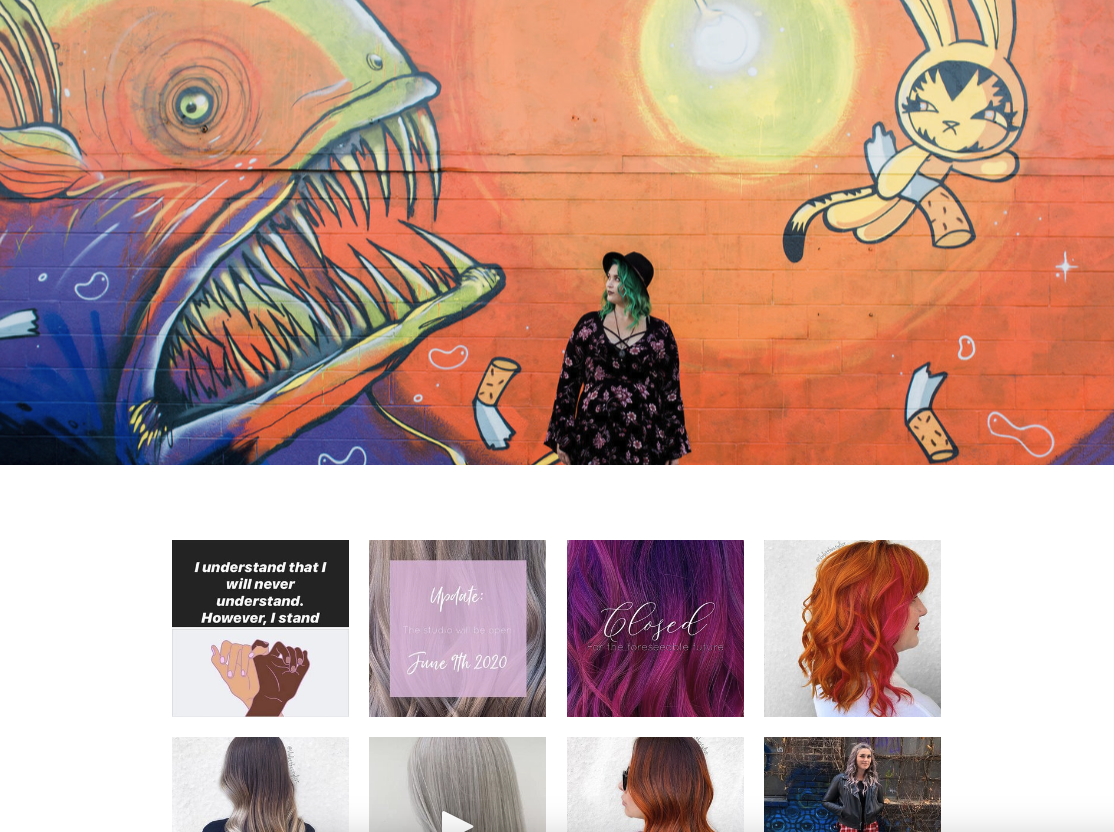 I understand that I
will never
understand.
However, I stand
Update:
The studio will be open
June 9th 2020
Closed
For the foreseeable future